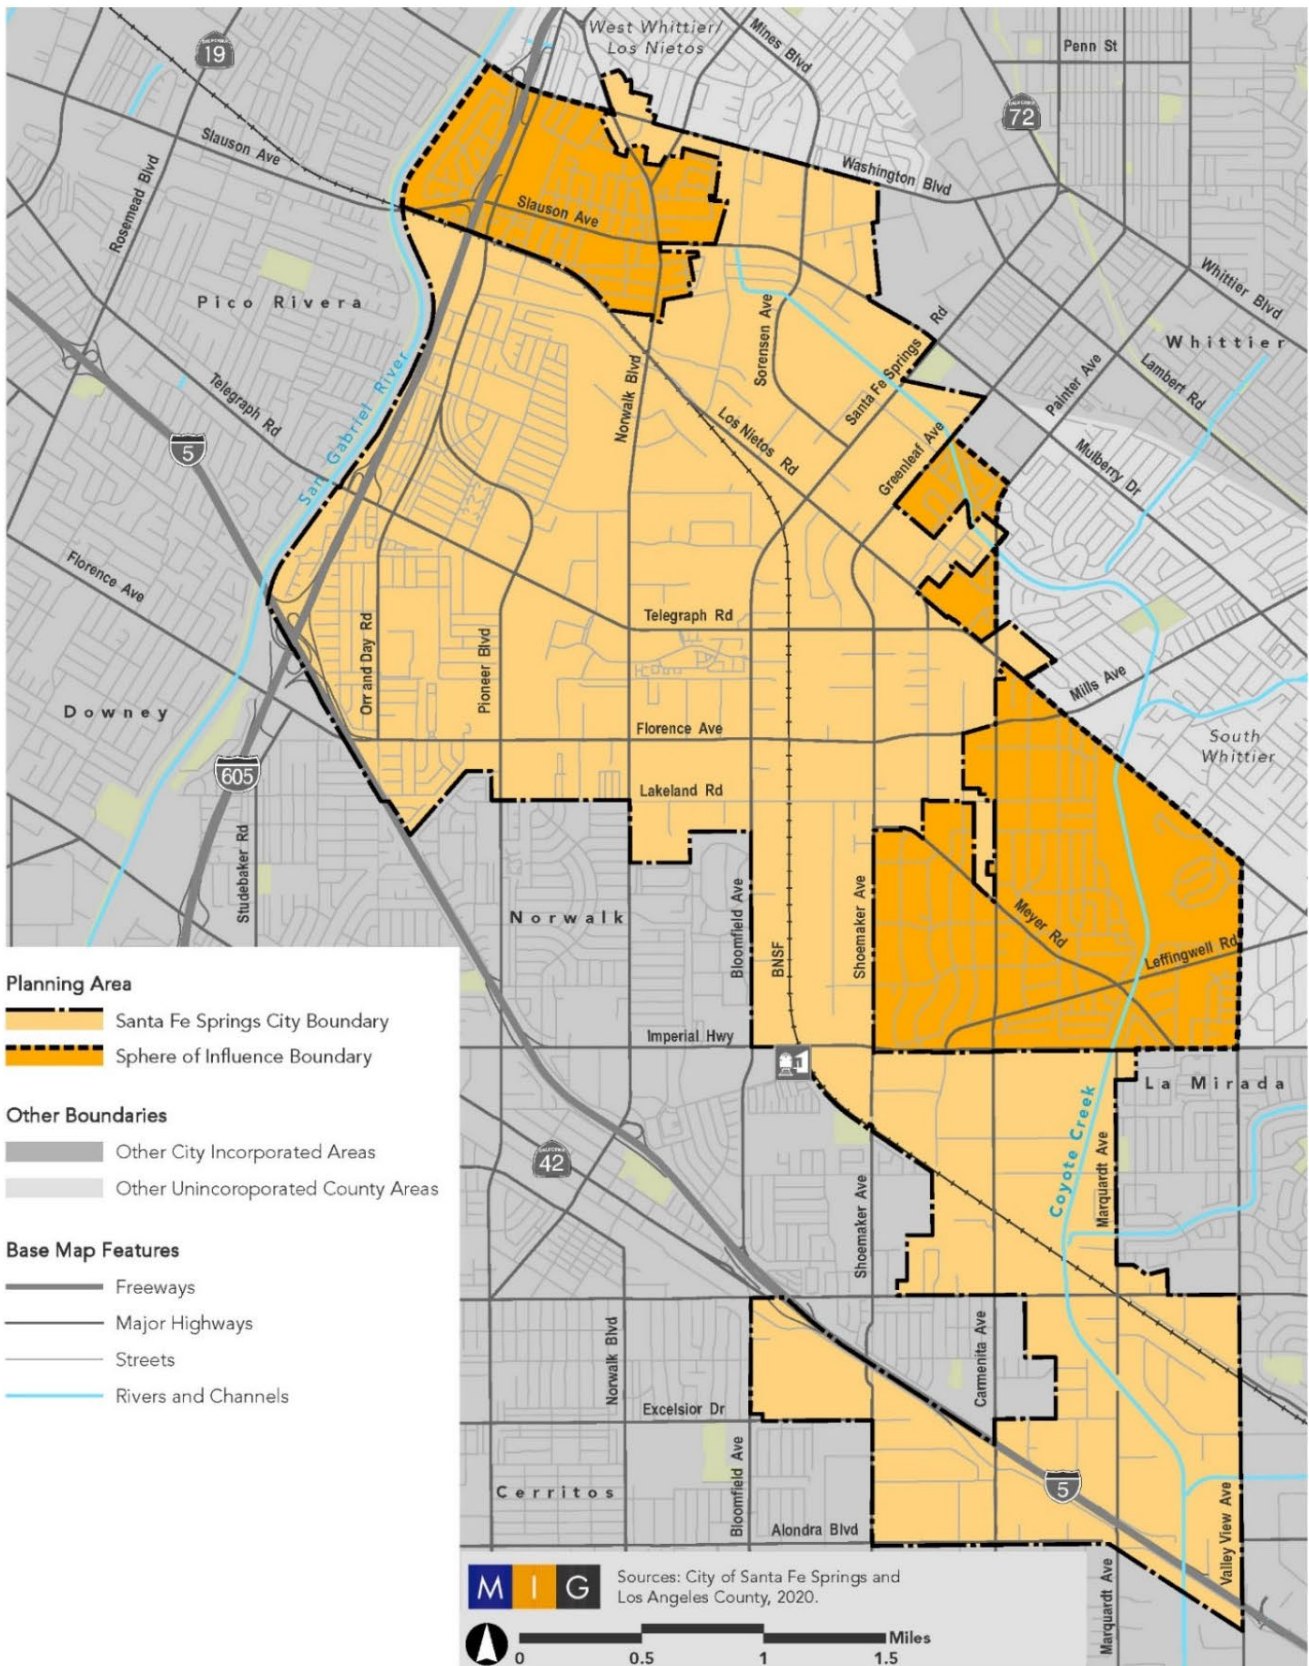 West Whittier/
Los Nietos
Mines Blvd
Penn St
CALIFORNIA
19
CALIFORNIA
72
Slauson Ave
Rosemead Blvd
Washington Blvd
Slauson Ave
Whittier Blvd
Pico Rivera
Whittier
Sorensen Ave
Santa Fe Springs Rd
Painter Ave
Lambert Rd
San Gabriel River
Telegraph Rd
Norwalk Blvd
Los Nietos Rd
Greenleaf Ave
Mulberry Dr
5
Florence Ave
Orr and Day Rd
Pioneer Blvd
Telegraph Rd
Mills Ave
Downey
Florence Ave
South
Whittier
605
Lakeland Rd
Studebaker Rd
Norwalk
Bloomfield Ave
BNSF
Shoemaker Ave
Meyer Rd
Leffingwell Rd
Imperial Hwy
La Mirada
CALIFORNIA
42
Coyote Creek
Marquardt Ave
Shoemaker Ave
Norwalk Blvd
Carmenita Ave
Excelsior Dr
Bloomfield Ave
Cerritos
5
Alondra Blvd
Valley View Ave
Marquardt Ave
Planning Area
Santa Fe Springs City Boundary
Sphere of Influence Boundary
Other Boundaries
Other City Incorporated Areas
Other Unincoroporated County Areas
Base Map Features
Freeways
Major Highways
Streets
Rivers and Channels
M I G
Sources: City of Santa Fe Springs and
Los Angeles County, 2020.
Miles
0 0.5 1 1.5